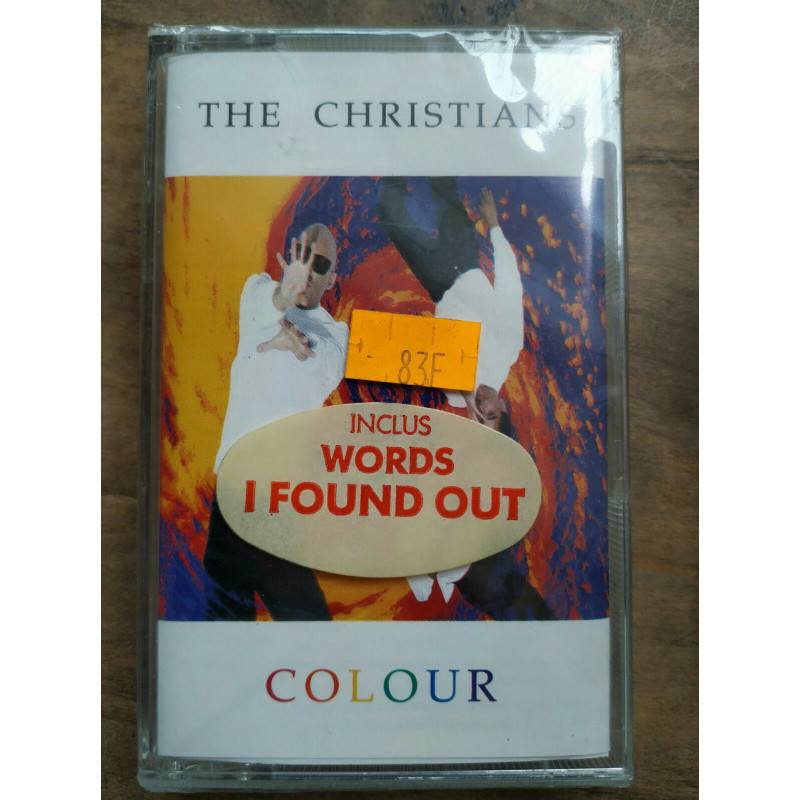 THE CHRISTIANS
83F
INCLUS
WORDS
I FOUND OUT
COLOUR